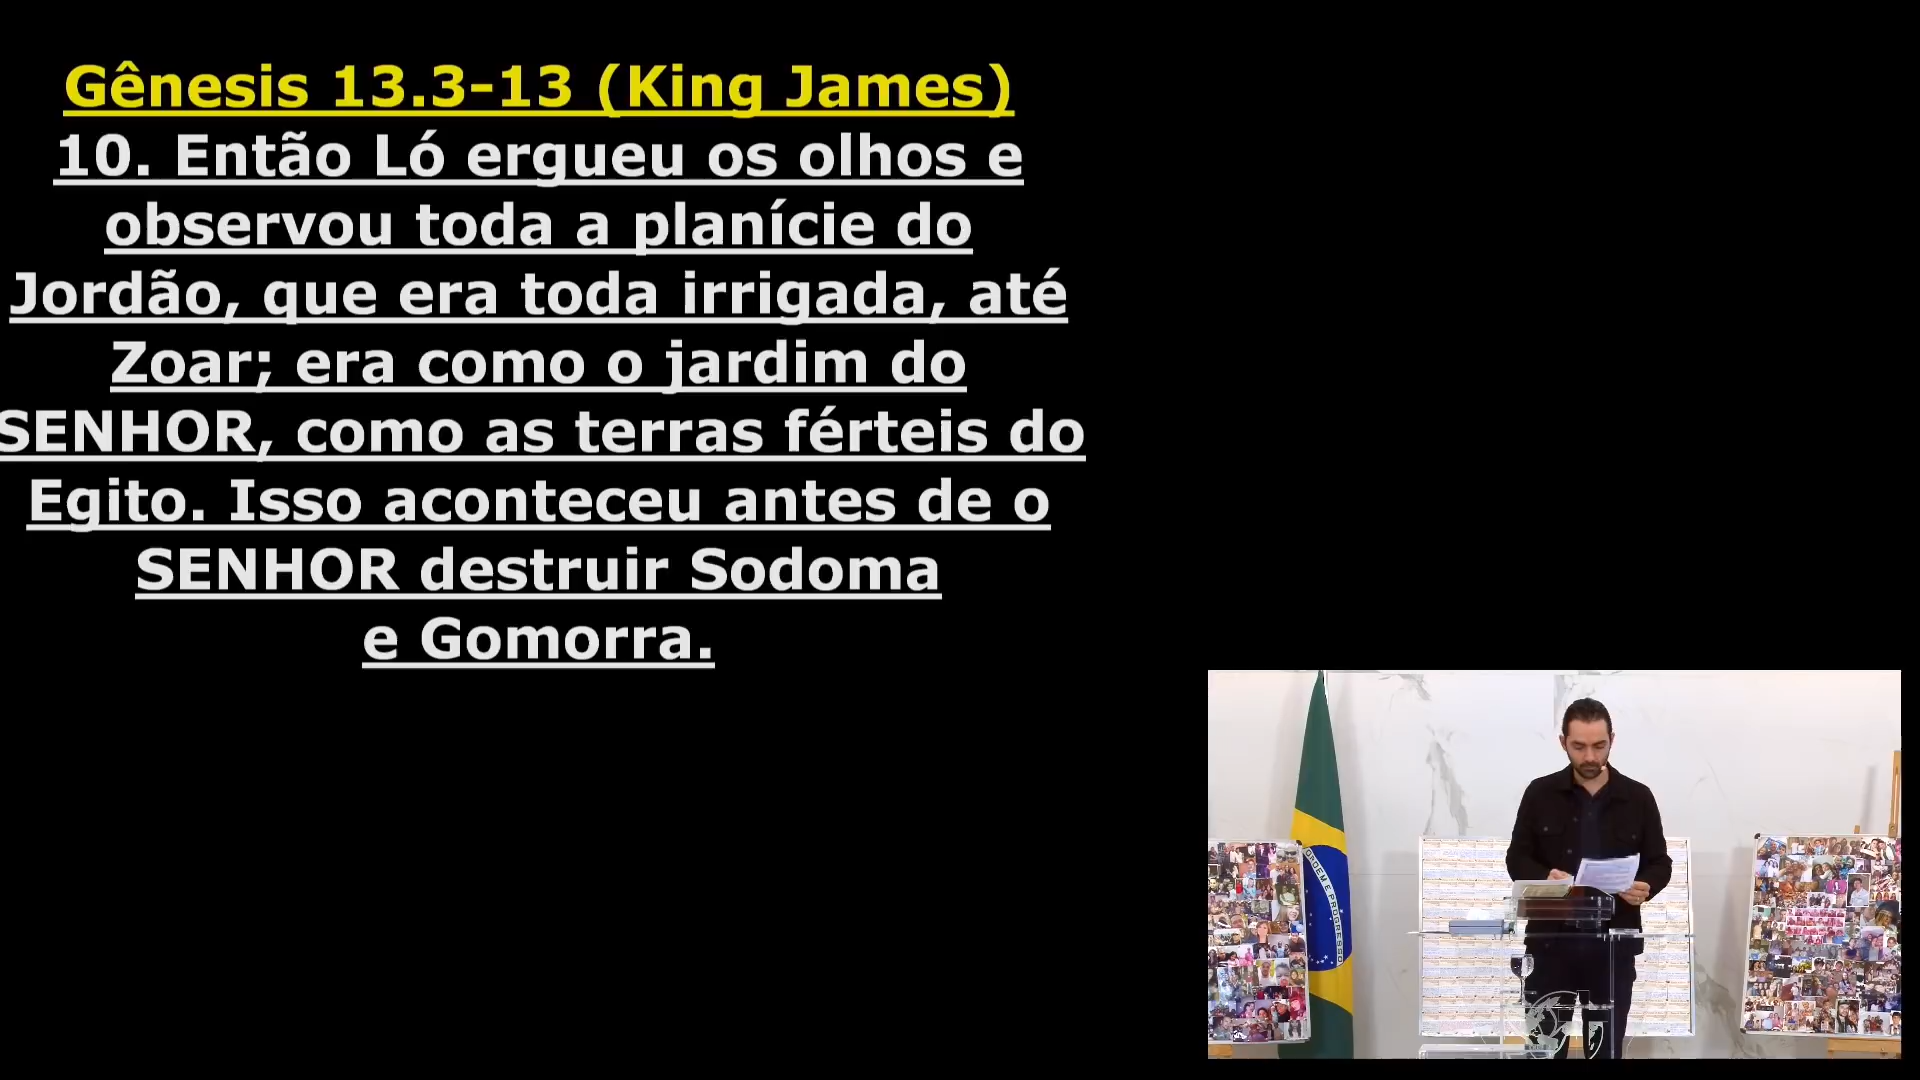 Gênesis 13.3-13 (King James)
10. Então Ló ergueu os olhos e
observou toda a planície do
Jordão, que era toda irrigada, até
Zoar; era como o jardim do
SENHOR, como as terras férteis do
Egito. Isso aconteceu antes de o
SENHOR destruir Sodoma
e Gomorra.
ORDEM E PROGRESSO